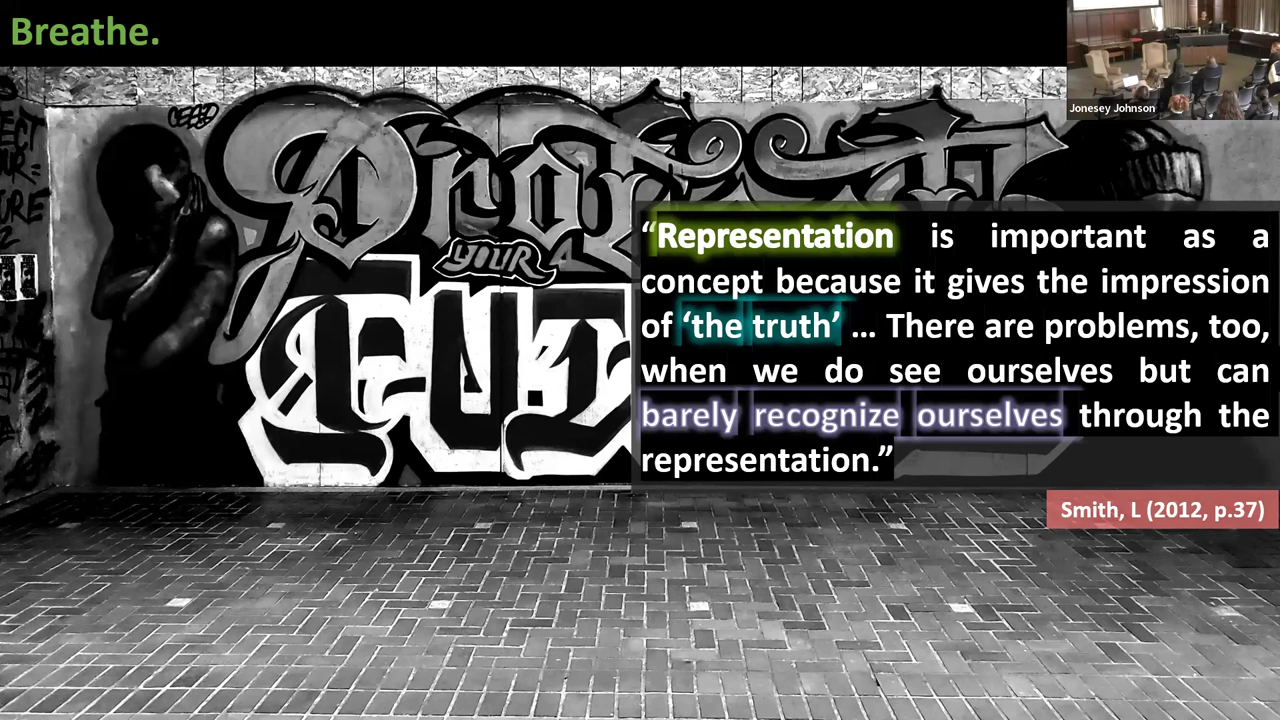 Breathe.
Jonesey Johnson
CEEZD
Protect
YOUR
“Representation is important as a
concept because it gives the impression
of ‘the truth’ … There are problems, too,
when we do see ourselves but can
barely recognize ourselves through the
representation.”
Smith, L (2012, p.37)